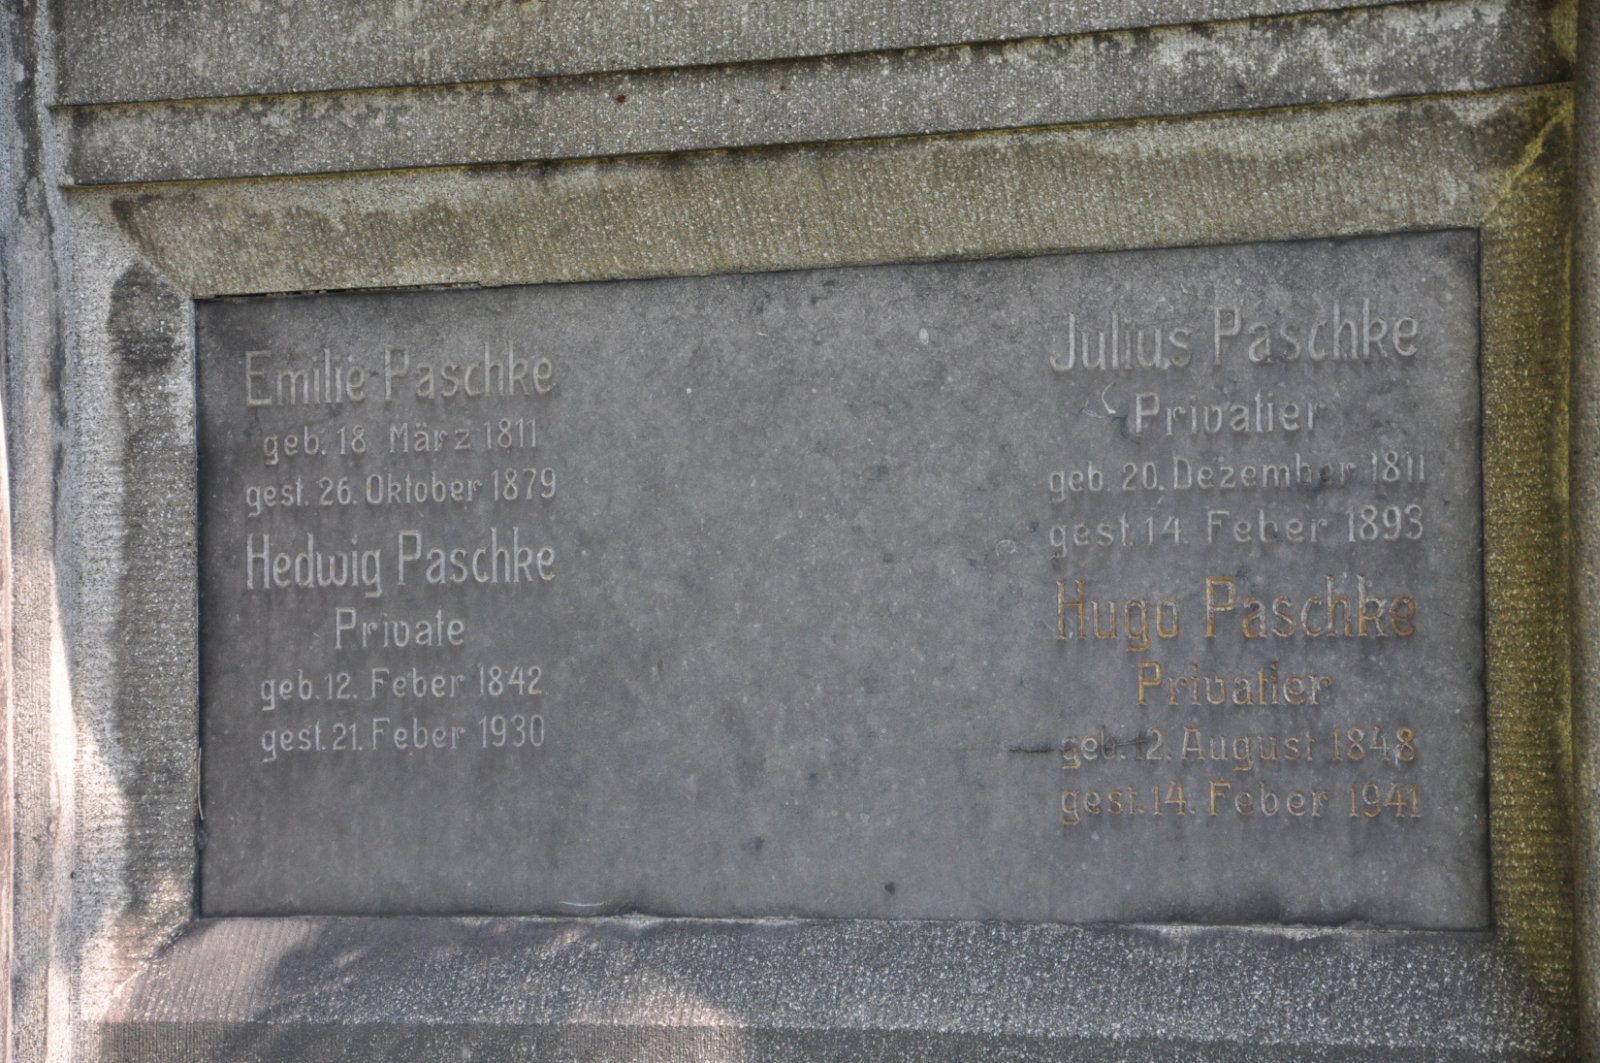 Emilie Paschke
geb. 18 März 1811
gest. 26. Oktober 1879
Hedwig Paschke
Private
geb. 12. Feber 1842
gest. 21. Feber 1930
Julius Paschke
Privatier
geb. 20. Dezember 1811
gest. 14. Feber 1893
Hugo Paschke
Privatier
geb. 12. August 1848
gest. 14. Feber 1941